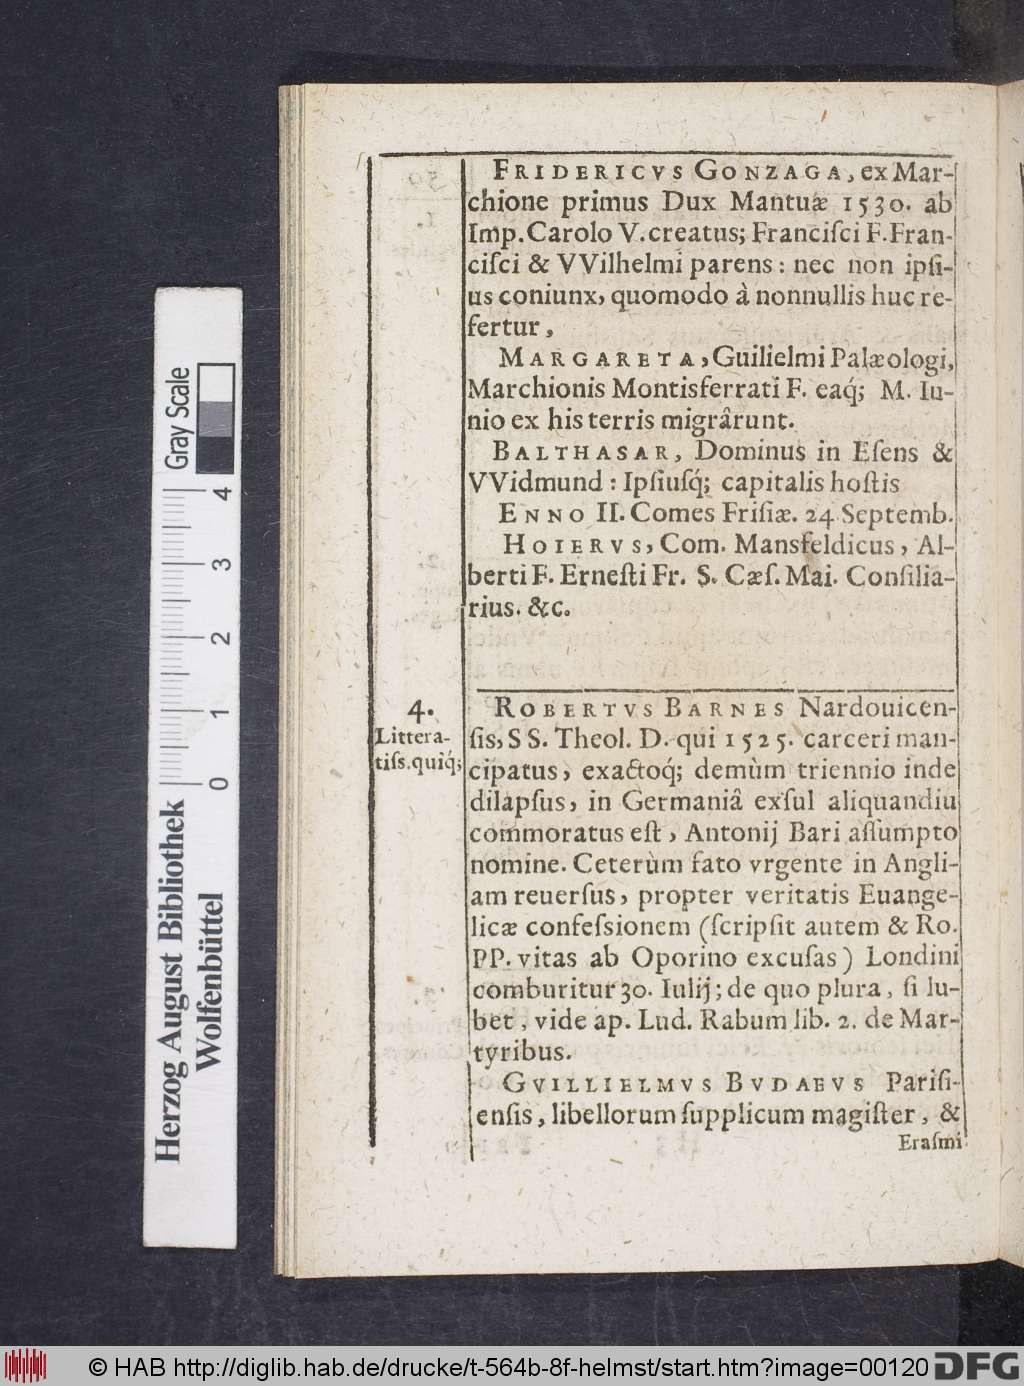 FRIDERICVS GONZAGA, ex Mar-
chione primus Dux Mantuæ 1530. ab
Imp. Carolo V. creatus; Franciſci F. Fran-
ciſci & VVilhelmi parens: nec non ipſi-
us coniunx, quomodo à nonnullis huc re-
fertur,
MARGARETA, Guilielmi Palæologi,
Marchionis Montisferrati F. eaq́; M. Iu-
nio ex his terris migrârunt.
BALTHASAR, Dominus in Eſens &
VVidmund: Ipſiuſq́; capitalis hoſtis
ENNO II. Comes Friſiæ. 24 Septemb.
HOIERVS, Com. Mansfeldicus, Al-
berti F. Erneſti Fr. S. Cæſ. Mai. Conſilia-
rius. &c.
4.
Littera-
tiſs. quiq́;
ROBERTVS BARNES Nardouicen-
ſis, SS. Theol. D. qui 1525. carceri man-
cipatus, exactoq́; demùm triennio inde
dilapſus, in Germaniâ exſul aliquandiu
commoratus eſt, Antonij Bari aſſumpto
nomine. Ceterùm fato vrgente in Angli-
am reuerſus, propter veritatis Euange-
licæ confeſsionem (ſcripſit autem & Ro.
PP. vitas ab Oporino excuſas) Londini
comburitur 30. Iulij; de quo plura, ſi lu-
bet, vide ap. Lud. Rabum lib. 2. de Mar-
tyribus.
GVILLIELMVS BVDAEVS Pariſi-
enſis, libellorum ſupplicum magiſter, &
Eraſmi
Gray Scale
0 1 2 3 4
Herzog August Bibliothek
Wolfenbüttel
© HAB http://diglib.hab.de/drucke/t-564b-8f-helmst/start.htm?image=00120
DFG